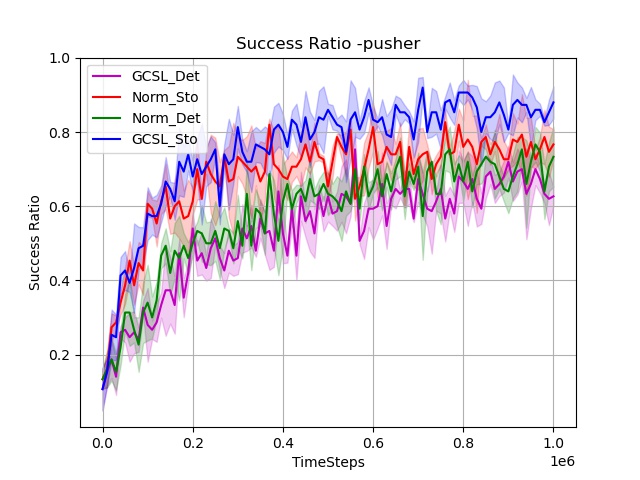 Success Ratio -pusher
GCSL_Det
Norm_Sto
Norm_Det
GCSL_Sto
1.0
0.8
0.6
0.4
0.2
Success Ratio
0.0 0.2 0.4 0.6 0.8 1.0
TimeSteps
1e6